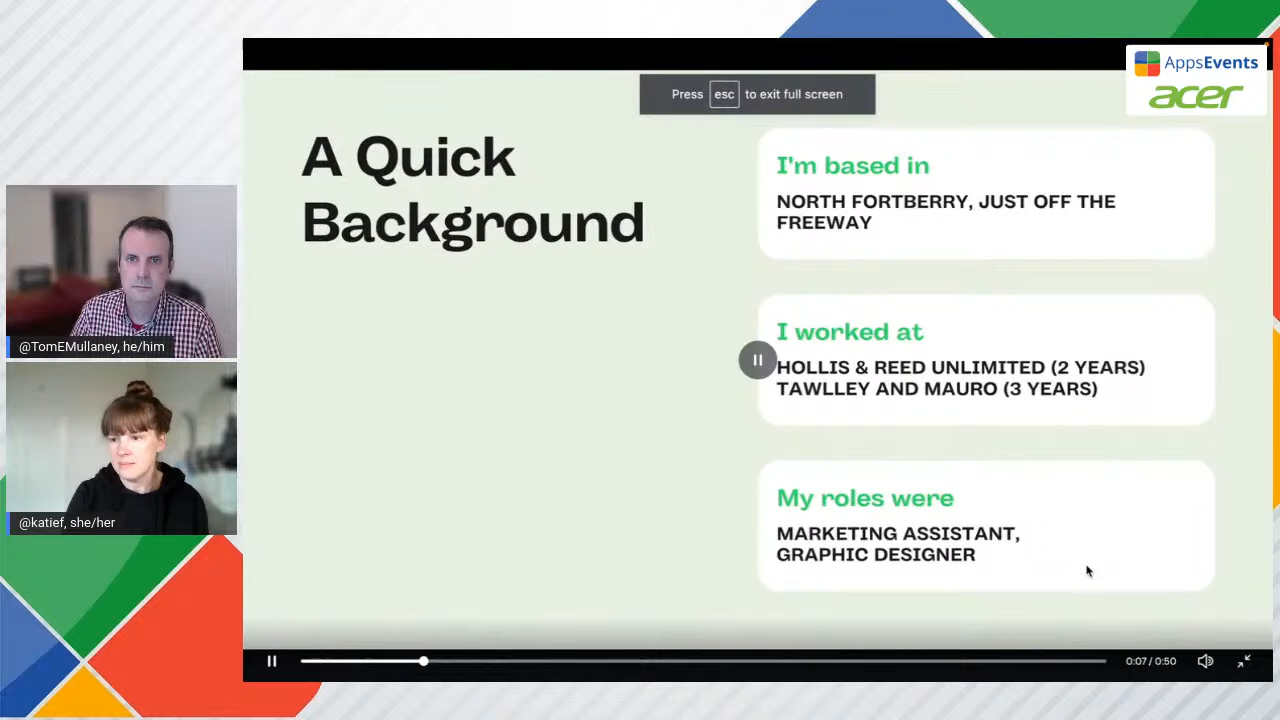 AppsEvents
acer
Press esc to exit full screen
A Quick
Background
I'm based in
NORTH FORTBERRY, JUST OFF THE
FREEWAY
I worked at
HOLLIS & REED UNLIMITED (2 YEARS)
TAWLLEY AND MAURO (3 YEARS)
My roles were
MARKETING ASSISTANT,
GRAPHIC DESIGNER
@TomEMullaney, he/him
@katief, she/her
0:07 / 0:50